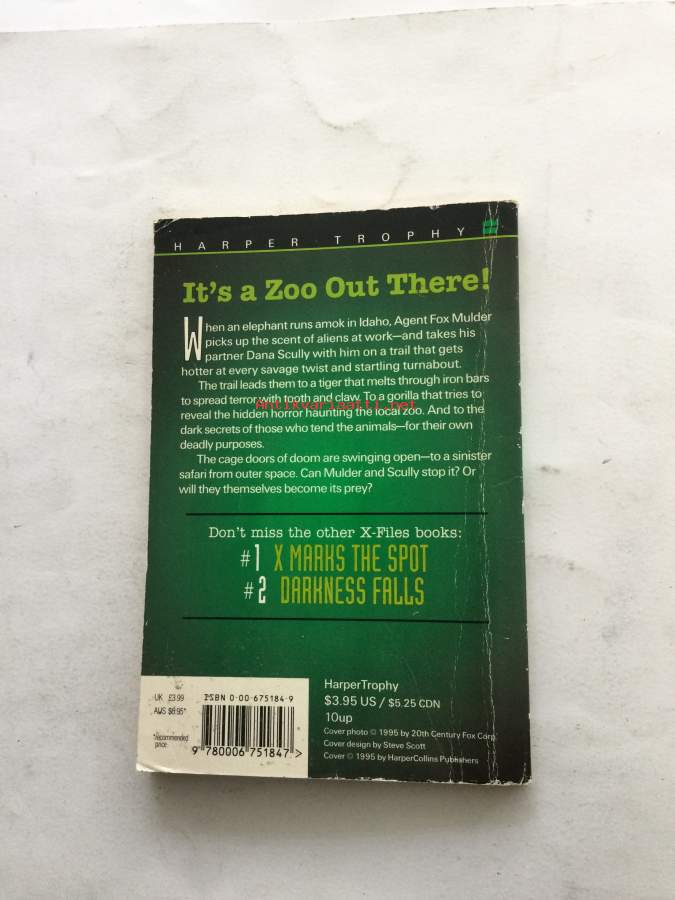 HARPER TROPHY
It's a Zoo Out There!
When an elephant runs amok in Idaho, Agent Fox Mulder
picks up the scent of aliens at work—and takes his
partner Dana Scully with him on a trail that gets
hotter at every savage twist and startling turnabout.
The trail leads them to a tiger that melts through iron bars
to spread terror with tooth and claw. To a gorilla that tries to
Antikvariaatti.net
reveal the hidden horror haunting the local zoo. And to the
dark secrets of those who tend the animals—for their own
deadly purposes.
The cage doors of doom are swinging open—to a sinister
safari from outer space. Can Mulder and Scully stop it? Or
will they themselves become its prey?
Don't miss the other X-Files books:
#1 X MARKS THE SPOT
#2 DARKNESS FALLS
UK £3.99
AUS $8.95*
*recommended
price
ISBN 0-00-675184-9
9 780006 751847 >
HarperTrophy
$3.95 US / $5.25 CDN
10up
Cover photo © 1995 by 20th Century Fox Corp.
Cover design by Steve Scott
Cover © 1995 by HarperCollins Publishers